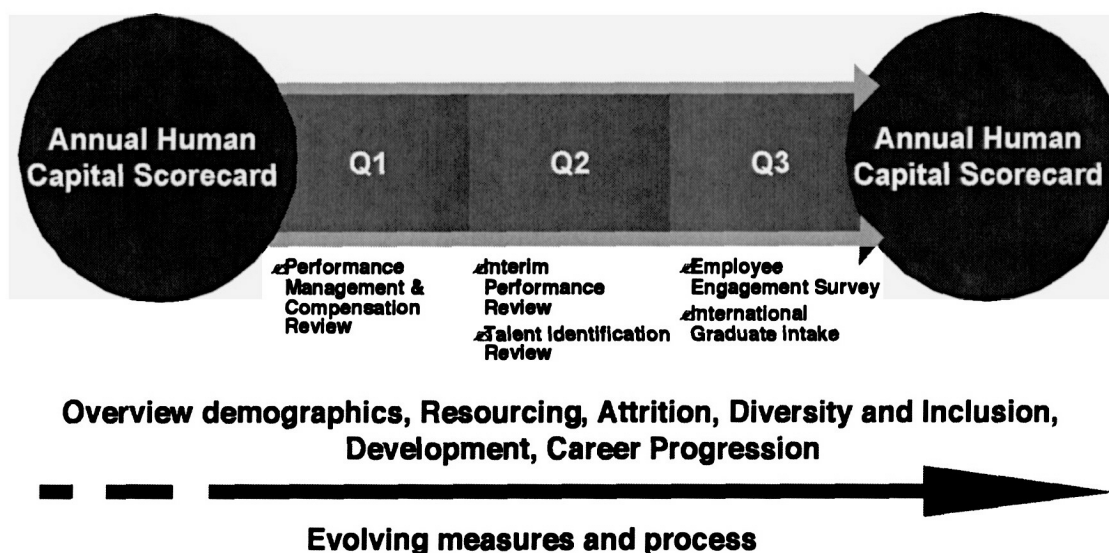 Annual Human
Capital Scorecard
Q1
Q2
Q3
Annual Human
Capital Scorecard
Performance
Management &
Compensation
Review
Interim
Performance
Review
Talent Identification
Review
Employee
Engagement Survey
International
Graduate Intake
Overview demographics, Resourcing, Attrition, Diversity and Inclusion,
Development, Career Progression
Evolving measures and process